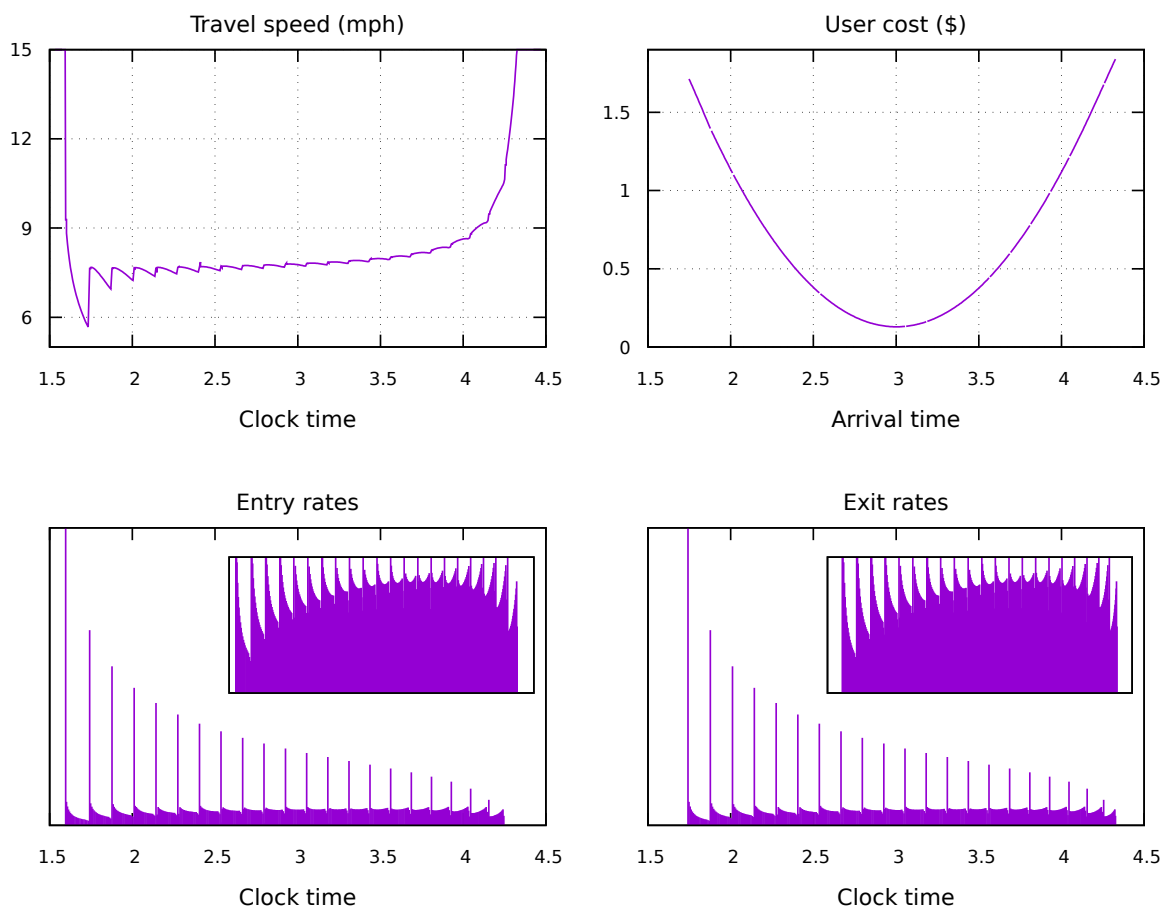 Travel speed (mph)
15
12
9
6
1.5 2 2.5 3 3.5 4 4.5
Clock time
User cost ($)
1.5
1
0.5
0
1.5 2 2.5 3 3.5 4 4.5
Arrival time
Entry rates
1.5 2 2.5 3 3.5 4 4.5
Clock time
Exit rates
1.5 2 2.5 3 3.5 4 4.5
Clock time